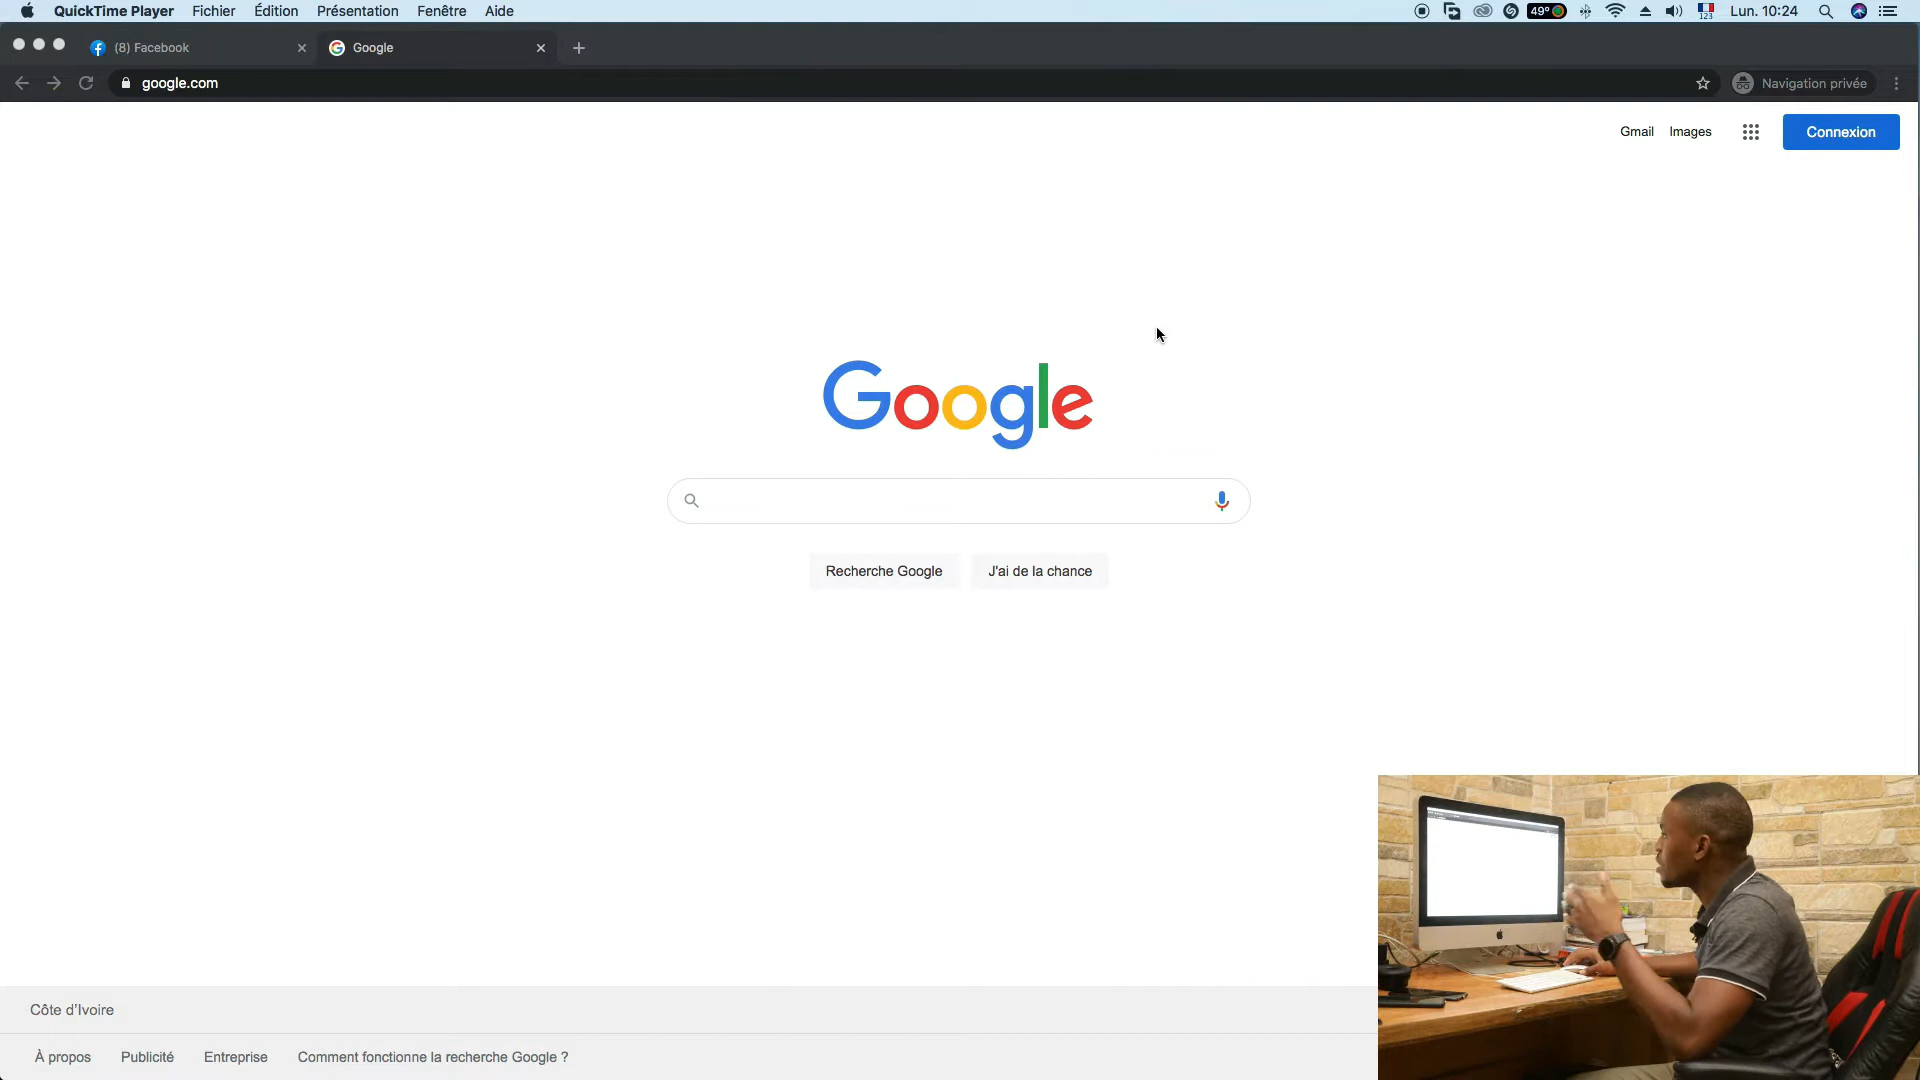 QuickTime Player Fichier Édition Présentation Fenêtre Aide 49° 123 Lun. 10:24
(8) Facebook Google
google.com Navigation privée
Gmail Images Connexion
Google
Recherche Google J'ai de la chance
Côte d'Ivoire
À propos Publicité Entreprise Comment fonctionne la recherche Google ?